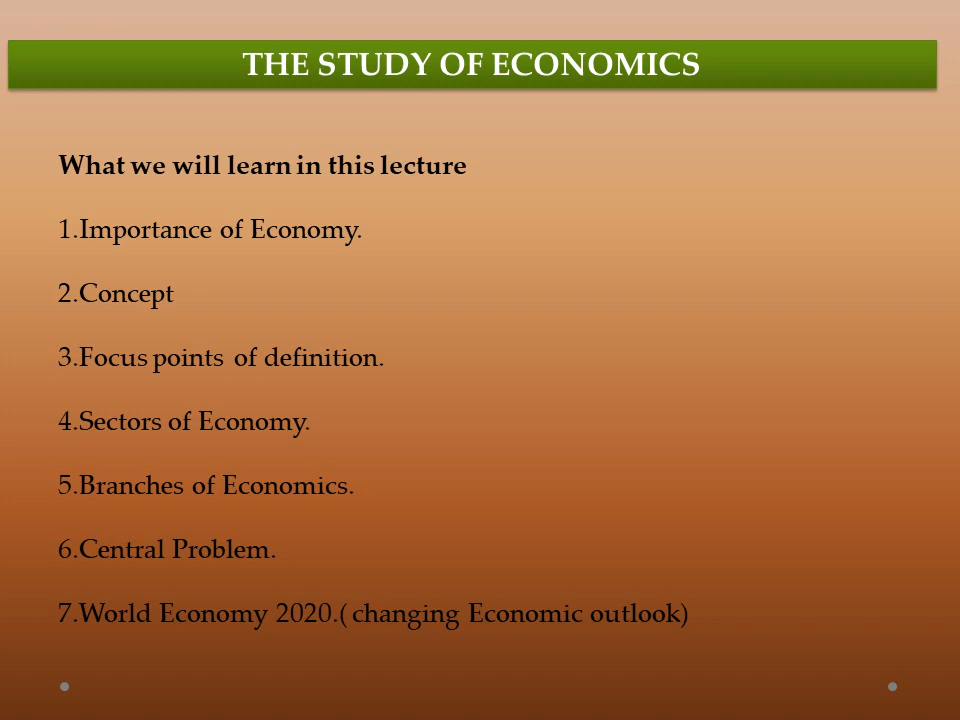 THE STUDY OF ECONOMICS
What we will learn in this lecture
1.Importance of Economy.
2.Concept
3.Focus points of definition.
4.Sectors of Economy.
5.Branches of Economics.
6.Central Problem.
7.World Economy 2020.( changing Economic outlook)